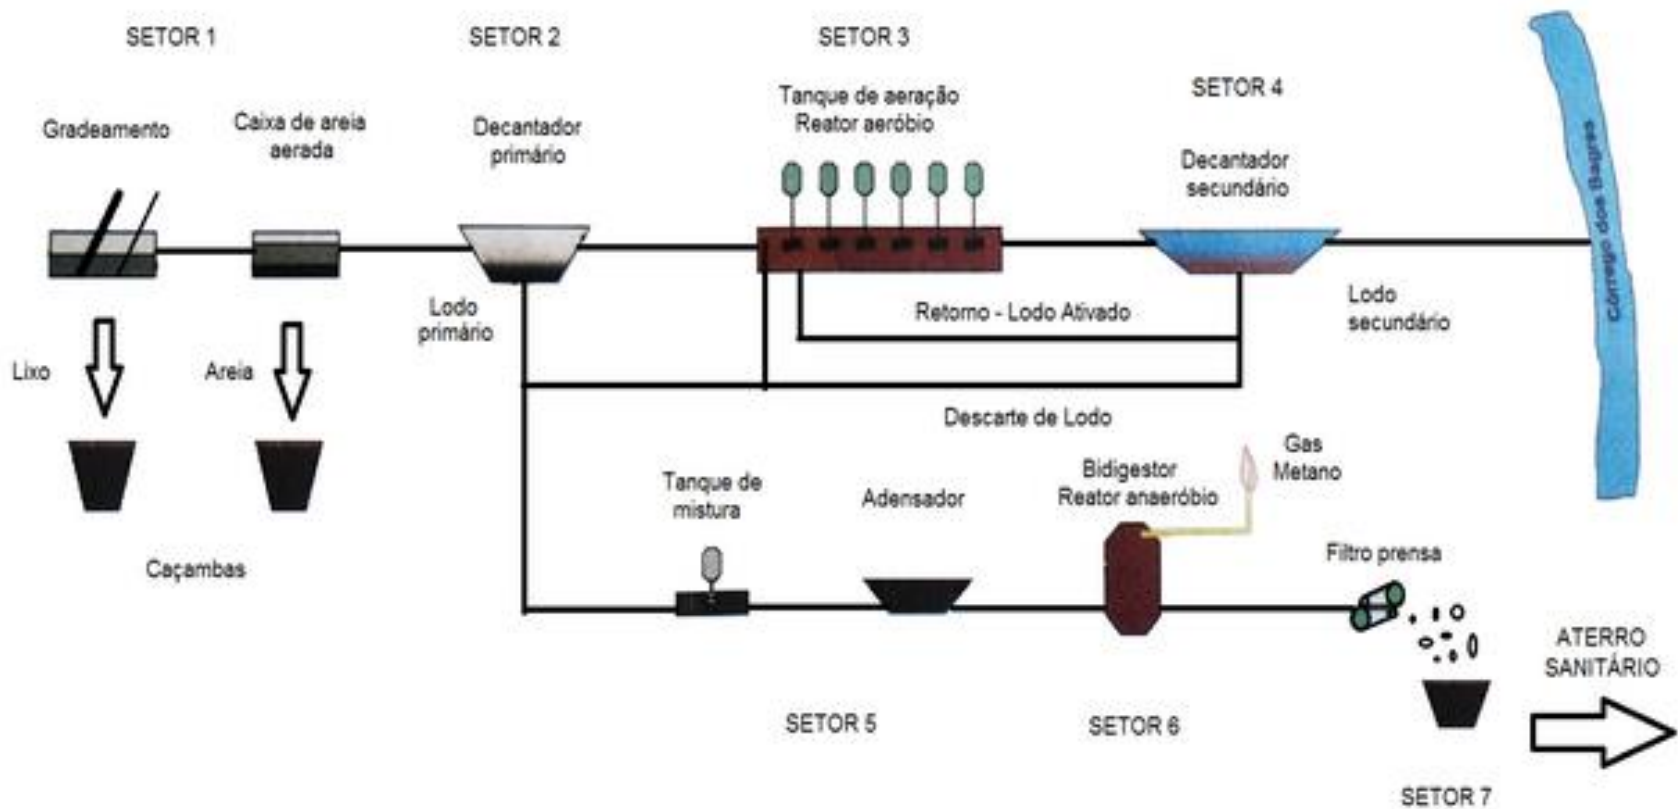 SETOR 1
SETOR 2
SETOR 3
SETOR 4
Gradeamento
Caixa de areia
aerada
Decantador
primário
Tanque de aeração
Reator aeróbio
Decantador
secundário
Córrego dos Bagres
Lodo
primário
Retorno - Lodo Ativado
Lodo
secundário
Lixo
Areia
Descarte de Lodo
Caçambas
Tanque de
mistura
Adensador
Bidigestor
Reator anaeróbio
Gas
Metano
Filtro prensa
ATERRO
SANITÁRIO
SETOR 5
SETOR 6
SETOR 7